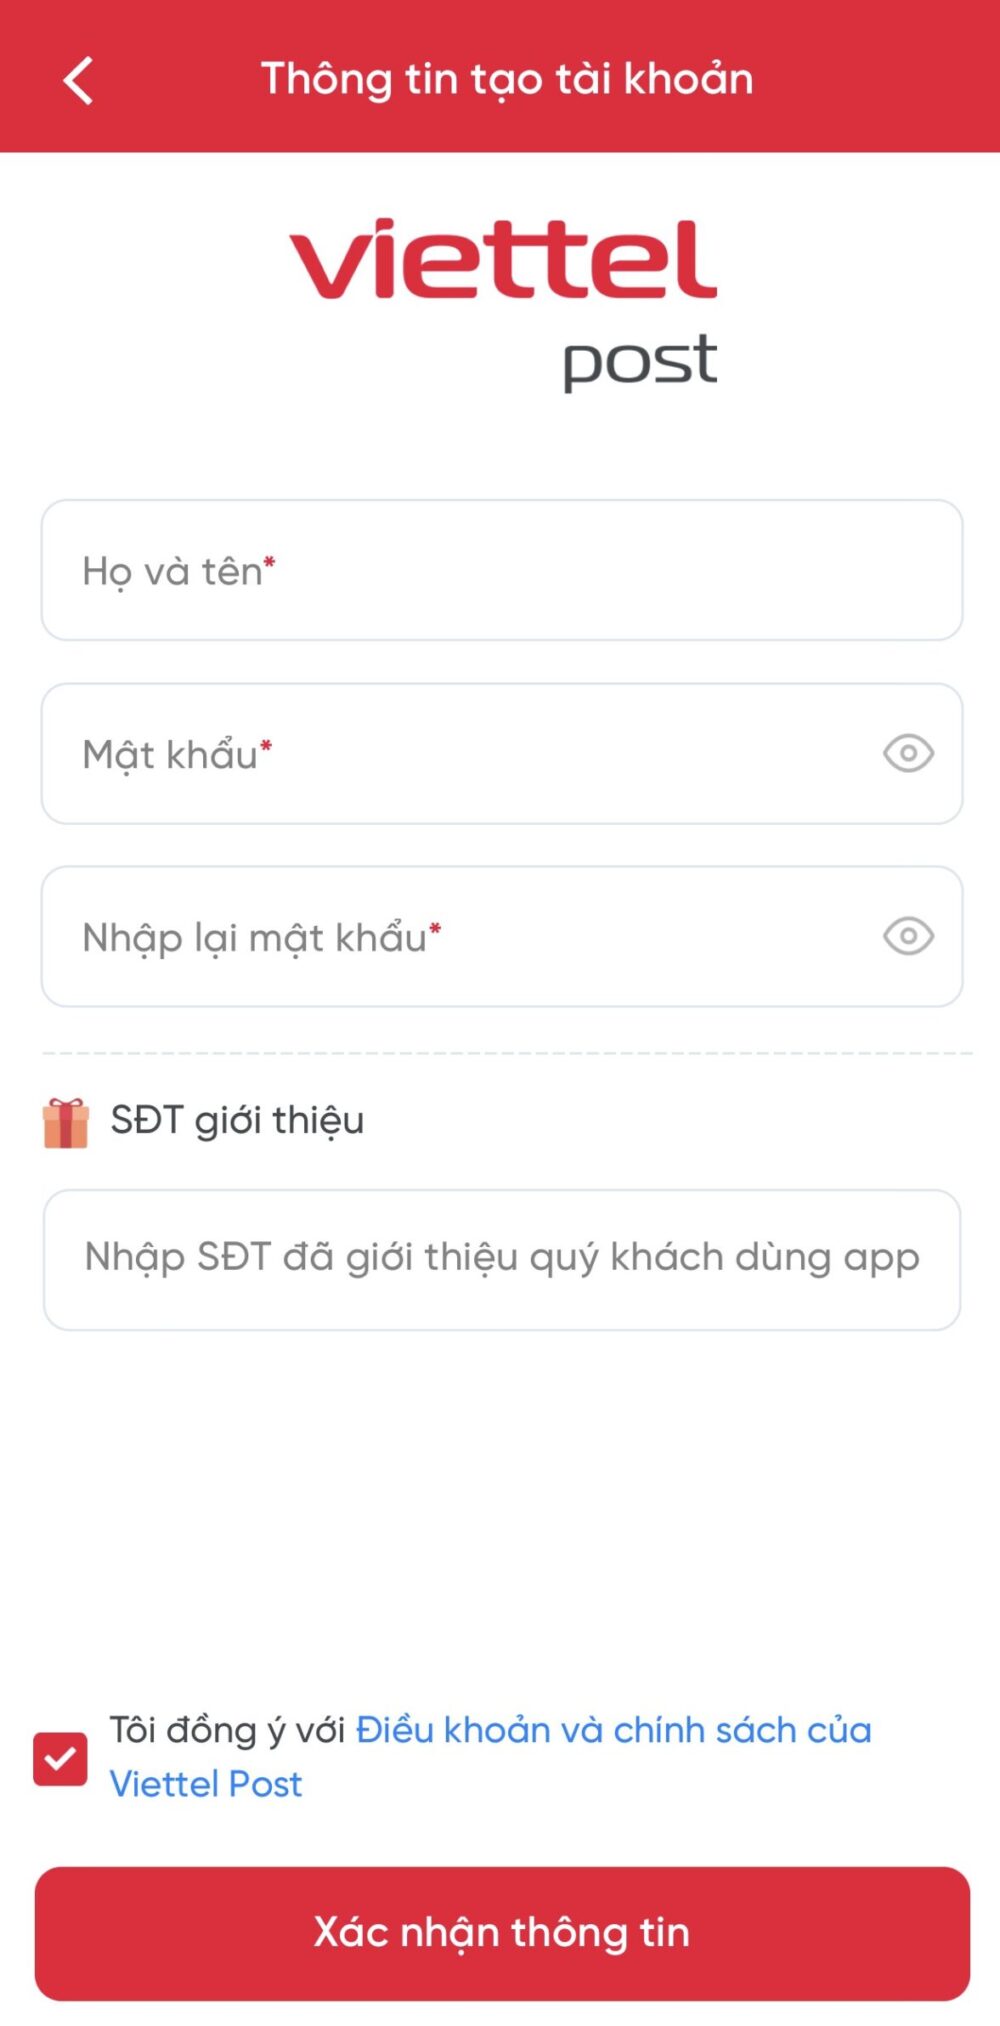 Thông tin tạo tài khoản
viettel
post
Họ và tên*
Mật khẩu*
Nhập lại mật khẩu*
SĐT giới thiệu
Nhập SĐT đã giới thiệu quý khách dùng app
Tôi đồng ý với Điều khoản và chính sách của
Viettel Post
Xác nhận thông tin